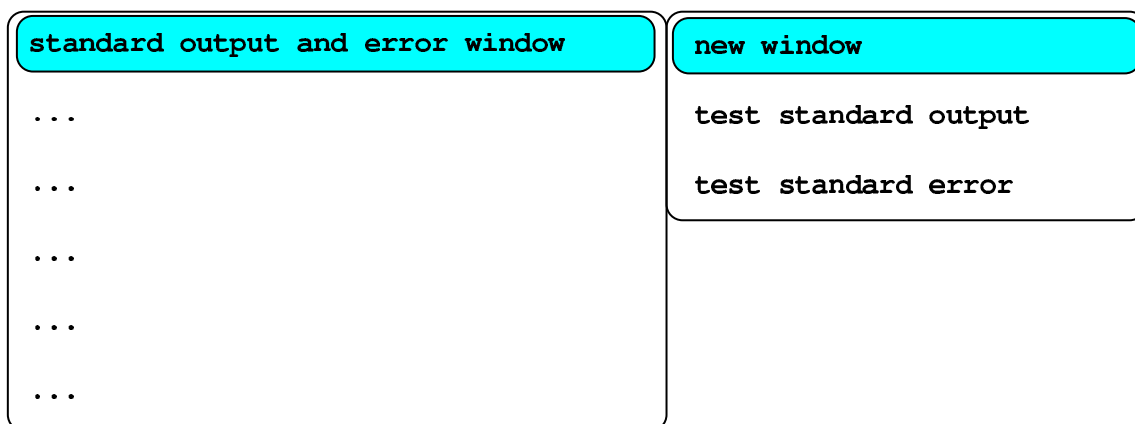 standard output and error window
...
...
...
...
...
new window
test standard output
test standard error